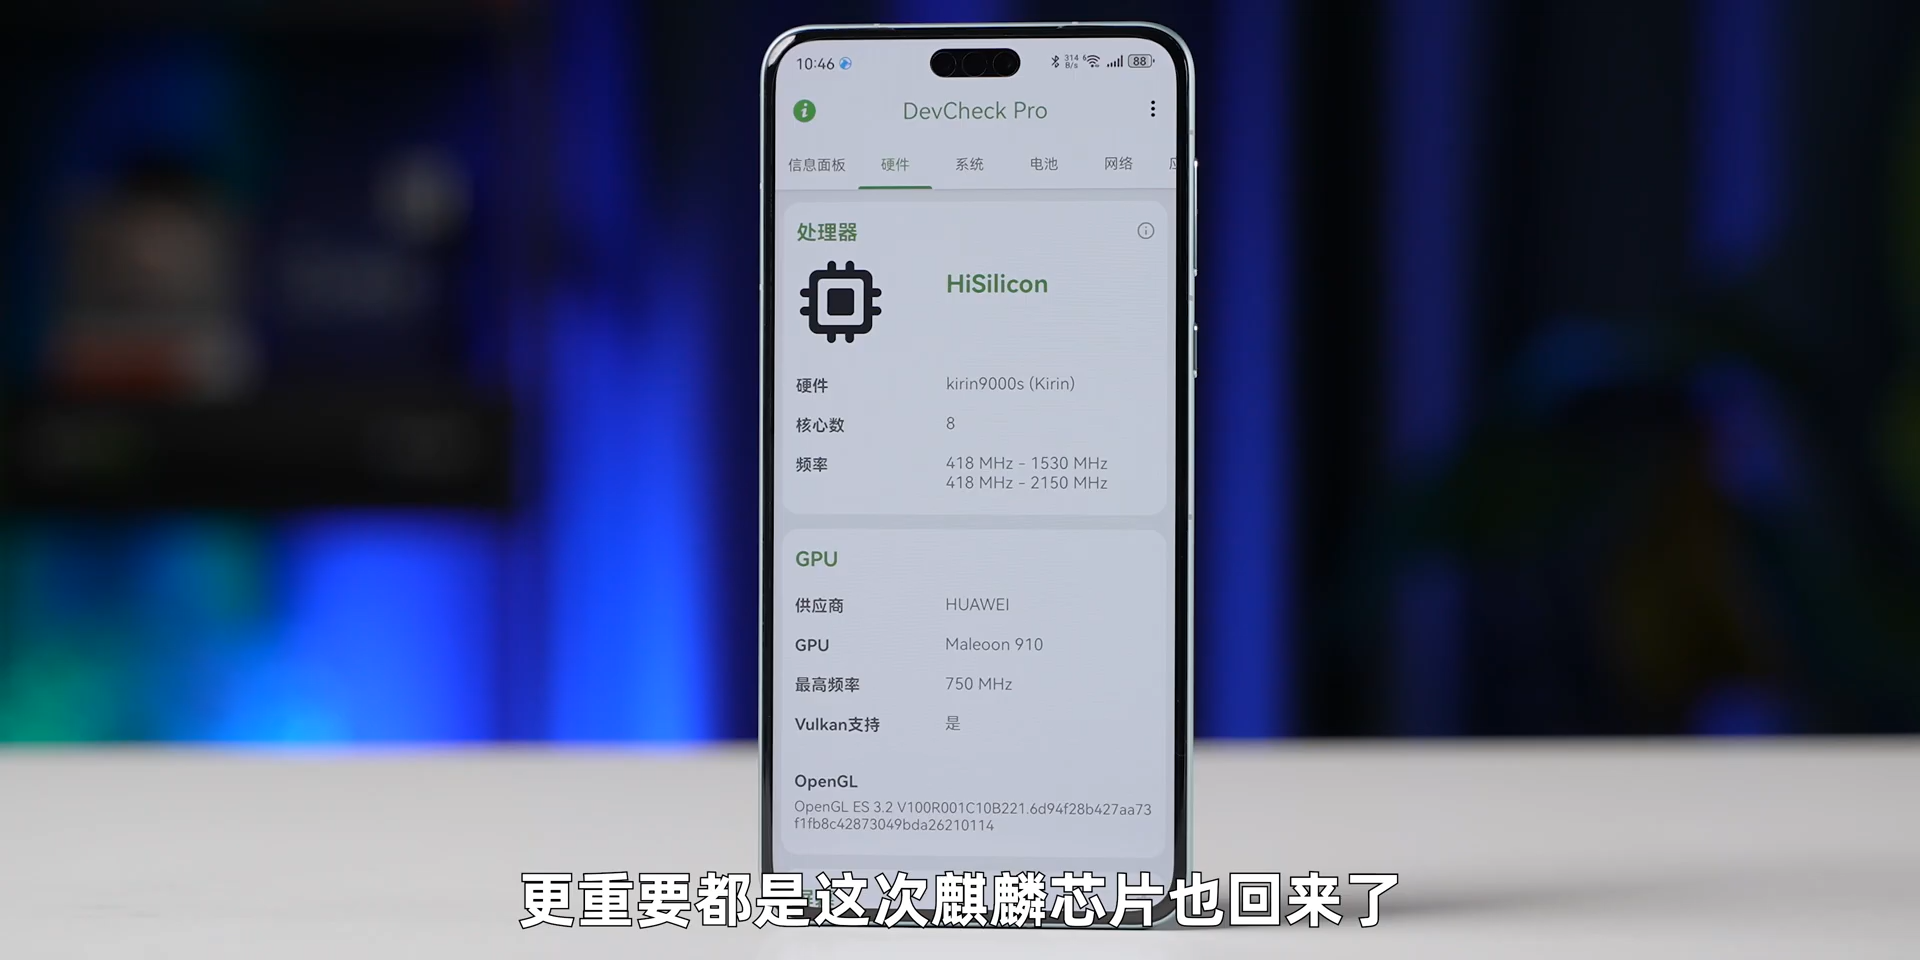 10:46
314 B/s
6
88
DevCheck Pro
信息面板 硬件 系统 电池 网络
处理器
HiSilicon
硬件 kirin9000s (Kirin)
核心数 8
频率 418 MHz - 1530 MHz
418 MHz - 2150 MHz
GPU
供应商 HUAWEI
GPU Maleoon 910
最高频率 750 MHz
Vulkan支持 是
OpenGL
OpenGL ES 3.2 V100R001C10B221.6d94f28b427aa73
f1fb8c42873049bda26210114
更重要都是这次麒麟芯片也回来了